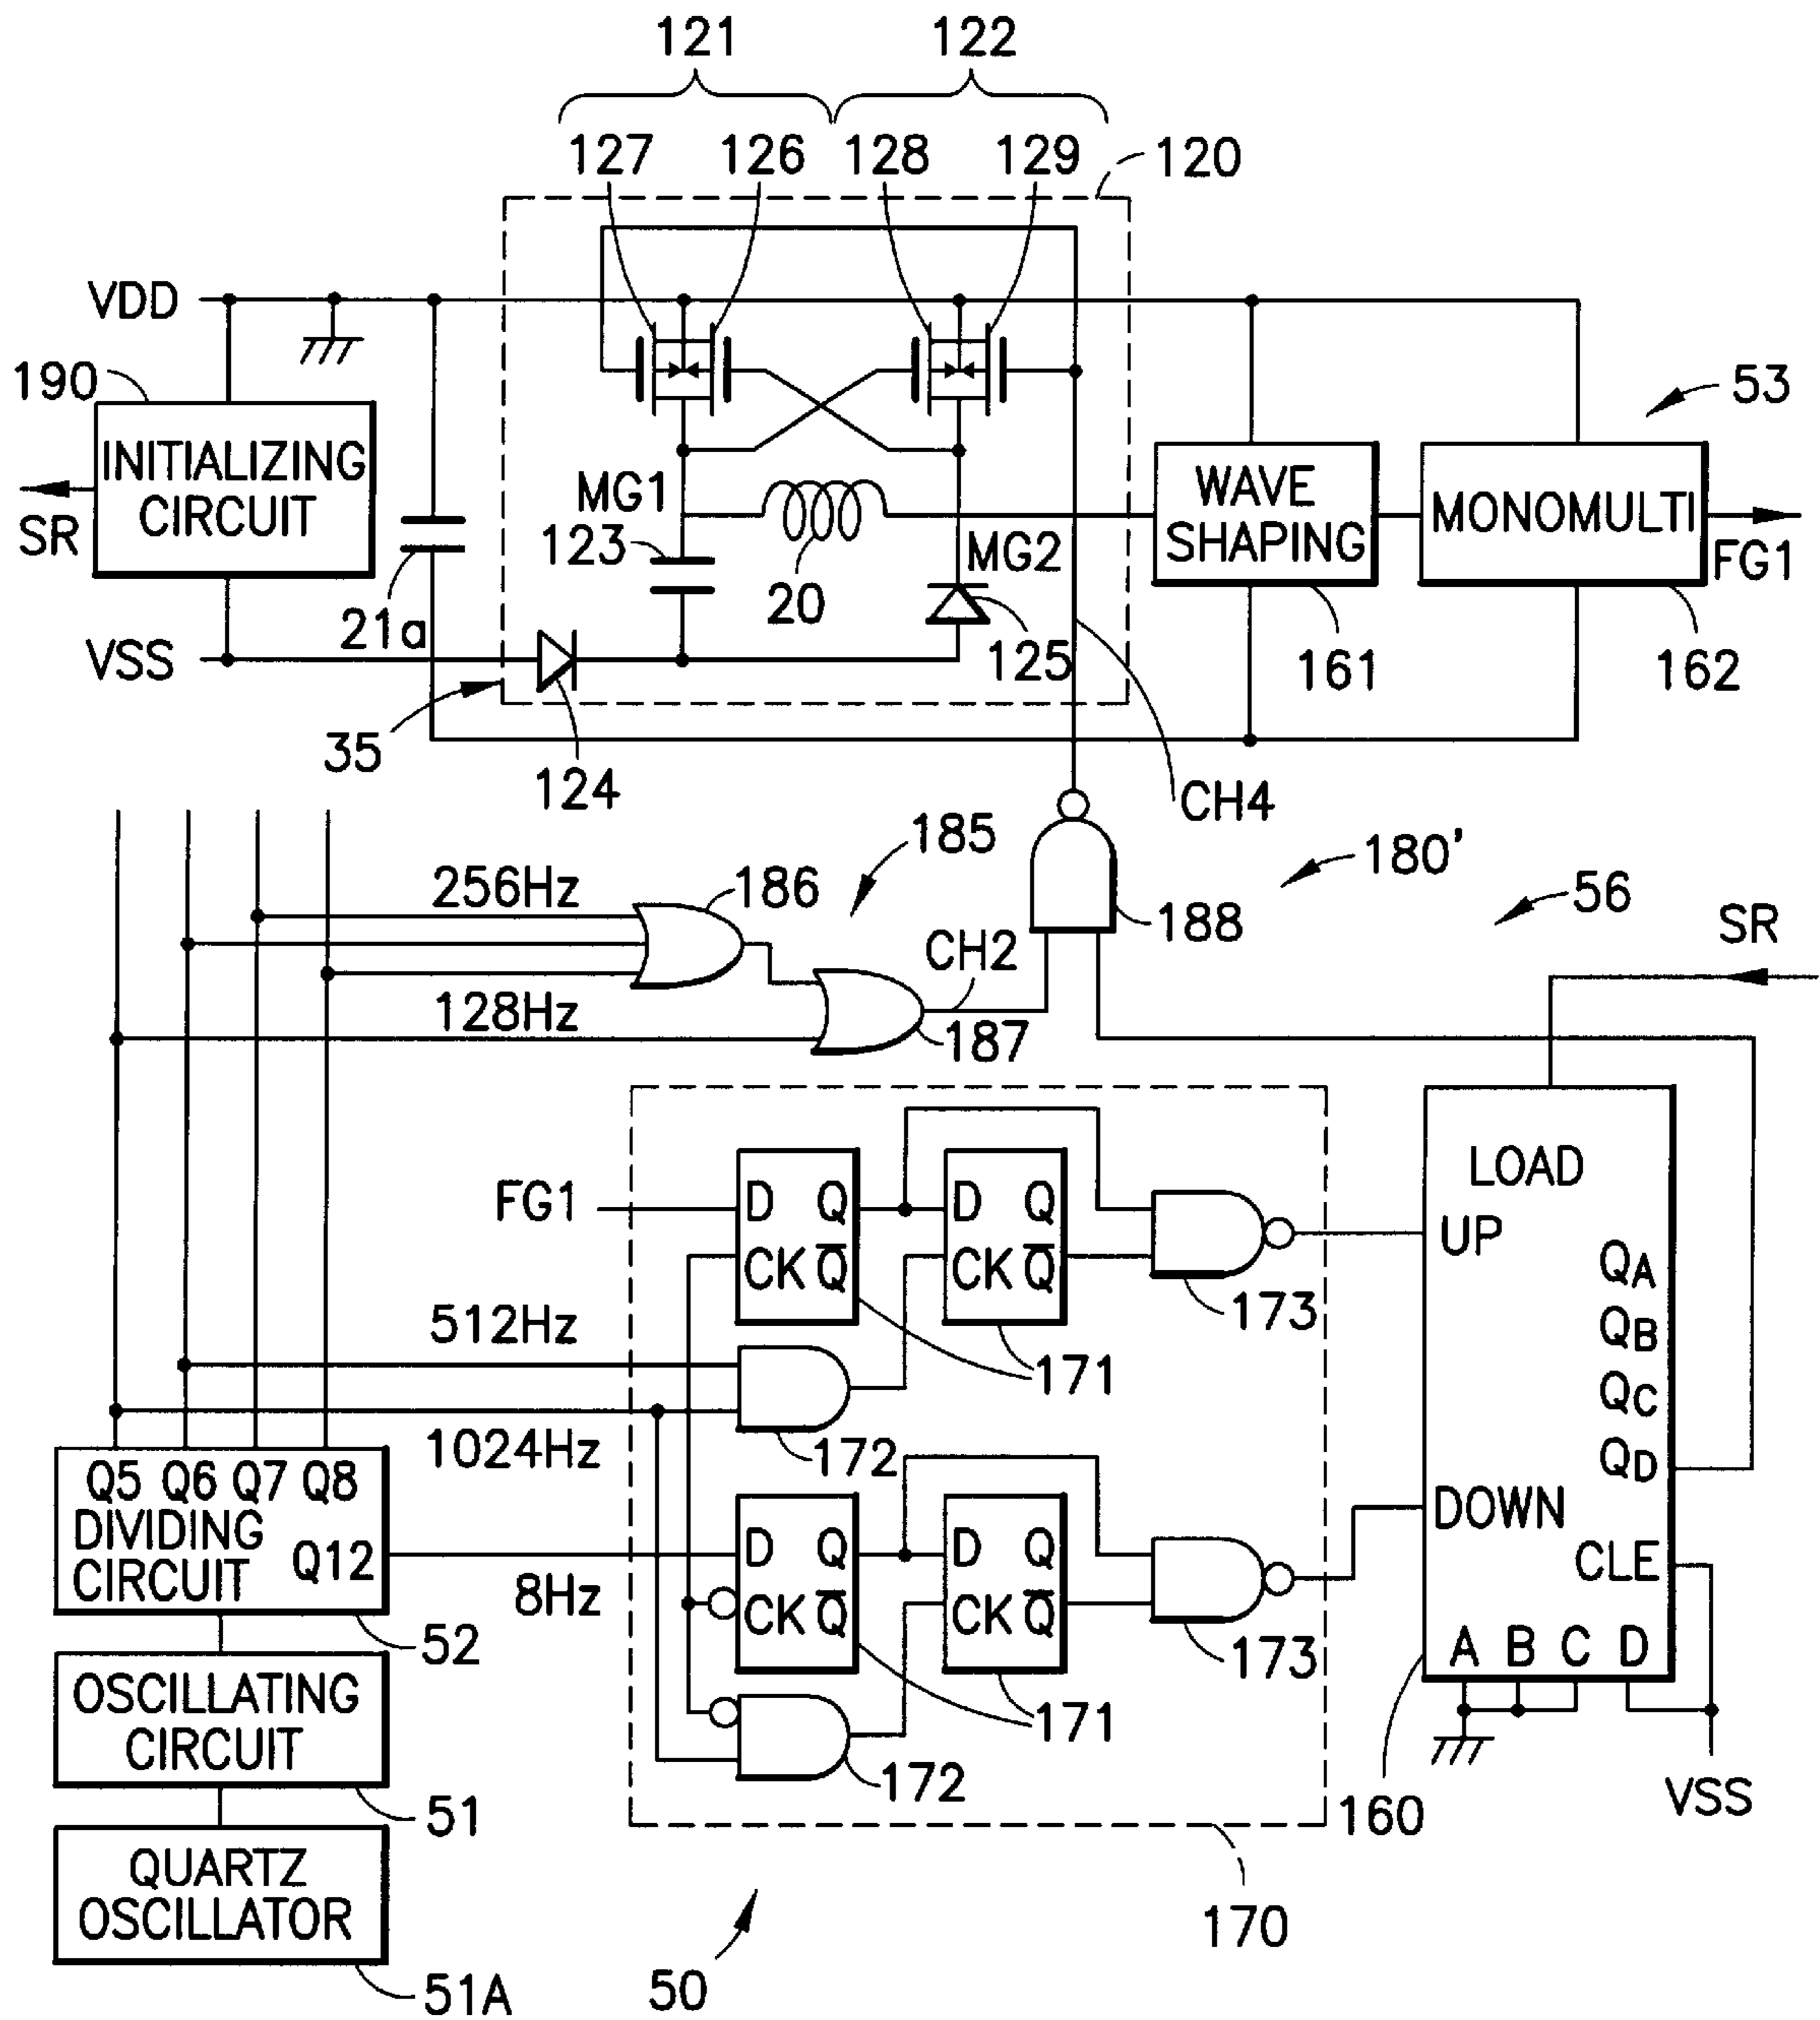 121 122
127 126 128 129 120
VDD
190
53
INITIALIZING
CIRCUIT
SR
MG1
123
20
MG2
125
WAVE
SHAPING
MONOMULTI
FG1
21a
VSS
161
162
35
124
CH4
185
180'
256Hz
186
188
56
SR
CH2
128Hz
187
LOAD
FG1
D Q
CK Q̅
D Q
CK Q̅
UP
QA
173
512Hz
QB
171
QC
1024Hz
172
QD
Q5 Q6 Q7 Q8
DIVIDING
CIRCUIT
Q12
DOWN
D Q
CK Q̅
D Q
CK Q̅
CLE
8Hz
52
173
A B C D
OSCILLATING
CIRCUIT
171
172
51
160
VSS
QUARTZ
OSCILLATOR
170
51A
50